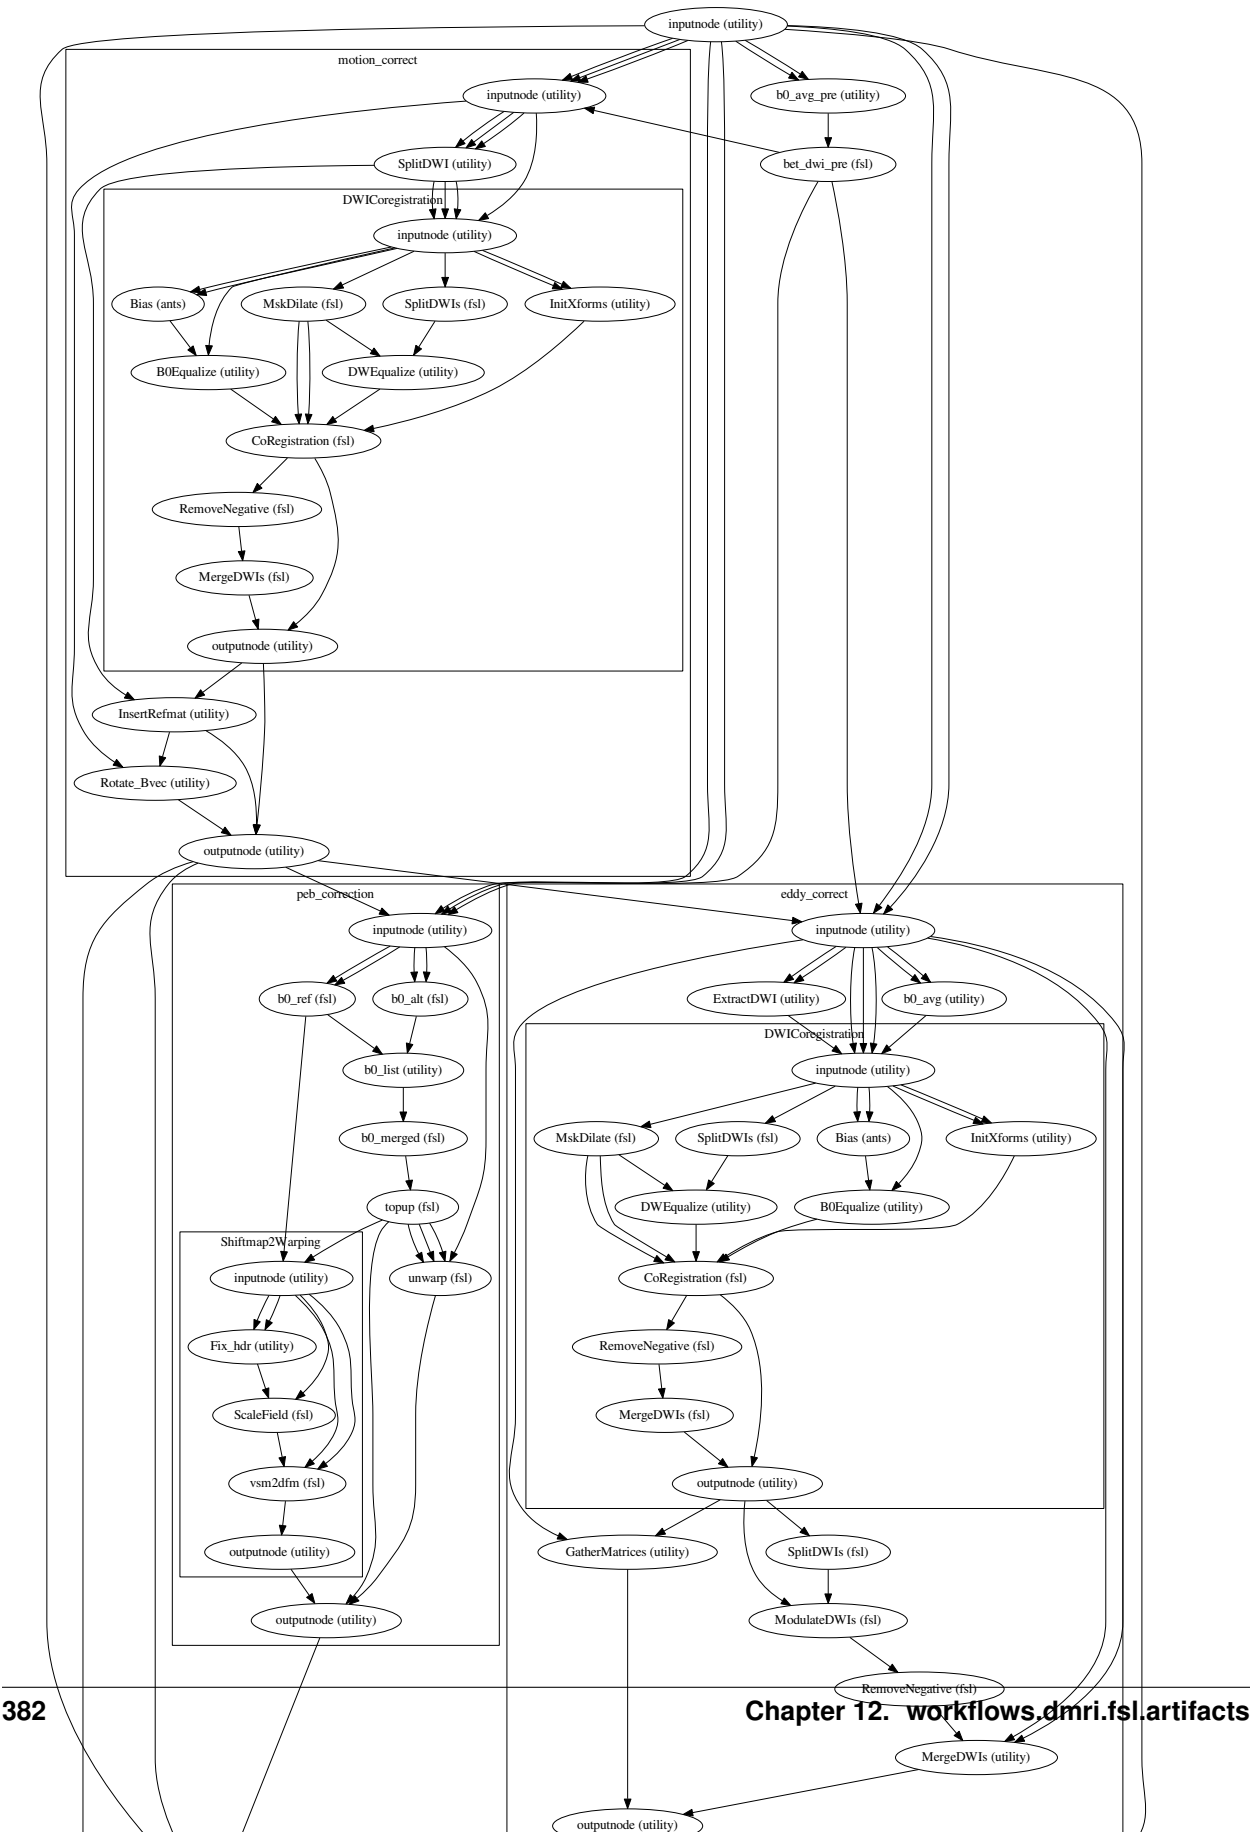 inputnode (utility)
motion_correct
inputnode (utility)
b0_avg_pre (utility)
SplitDWI (utility)
bet_dwi_pre (fsl)
DWICoregistration
inputnode (utility)
Bias (ants)
MskDilate (fsl)
SplitDWIs (fsl)
InitXforms (utility)
B0Equalize (utility)
DWEqualize (utility)
CoRegistration (fsl)
RemoveNegative (fsl)
MergeDWIs (fsl)
outputnode (utility)
InsertRefmat (utility)
Rotate_Bvec (utility)
outputnode (utility)
peb_correction
eddy_correct
inputnode (utility)
inputnode (utility)
b0_ref (fsl)
b0_alt (fsl)
ExtractDWI (utility)
b0_avg (utility)
DWICoregistration
b0_list (utility)
inputnode (utility)
b0_merged (fsl)
MskDilate (fsl)
SplitDWIs (fsl)
Bias (ants)
InitXforms (utility)
topup (fsl)
DWEqualize (utility)
B0Equalize (utility)
Shiftmap2Warping
inputnode (utility)
unwarp (fsl)
CoRegistration (fsl)
Fix_hdr (utility)
RemoveNegative (fsl)
ScaleField (fsl)
MergeDWIs (fsl)
vsm2dfm (fsl)
outputnode (utility)
outputnode (utility)
GatherMatrices (utility)
SplitDWIs (fsl)
outputnode (utility)
ModulateDWIs (fsl)
RemoveNegative (fsl)
382
Chapter 12. workflows.dmri.fsl.artifacts
MergeDWIs (utility)
outputnode (utility)